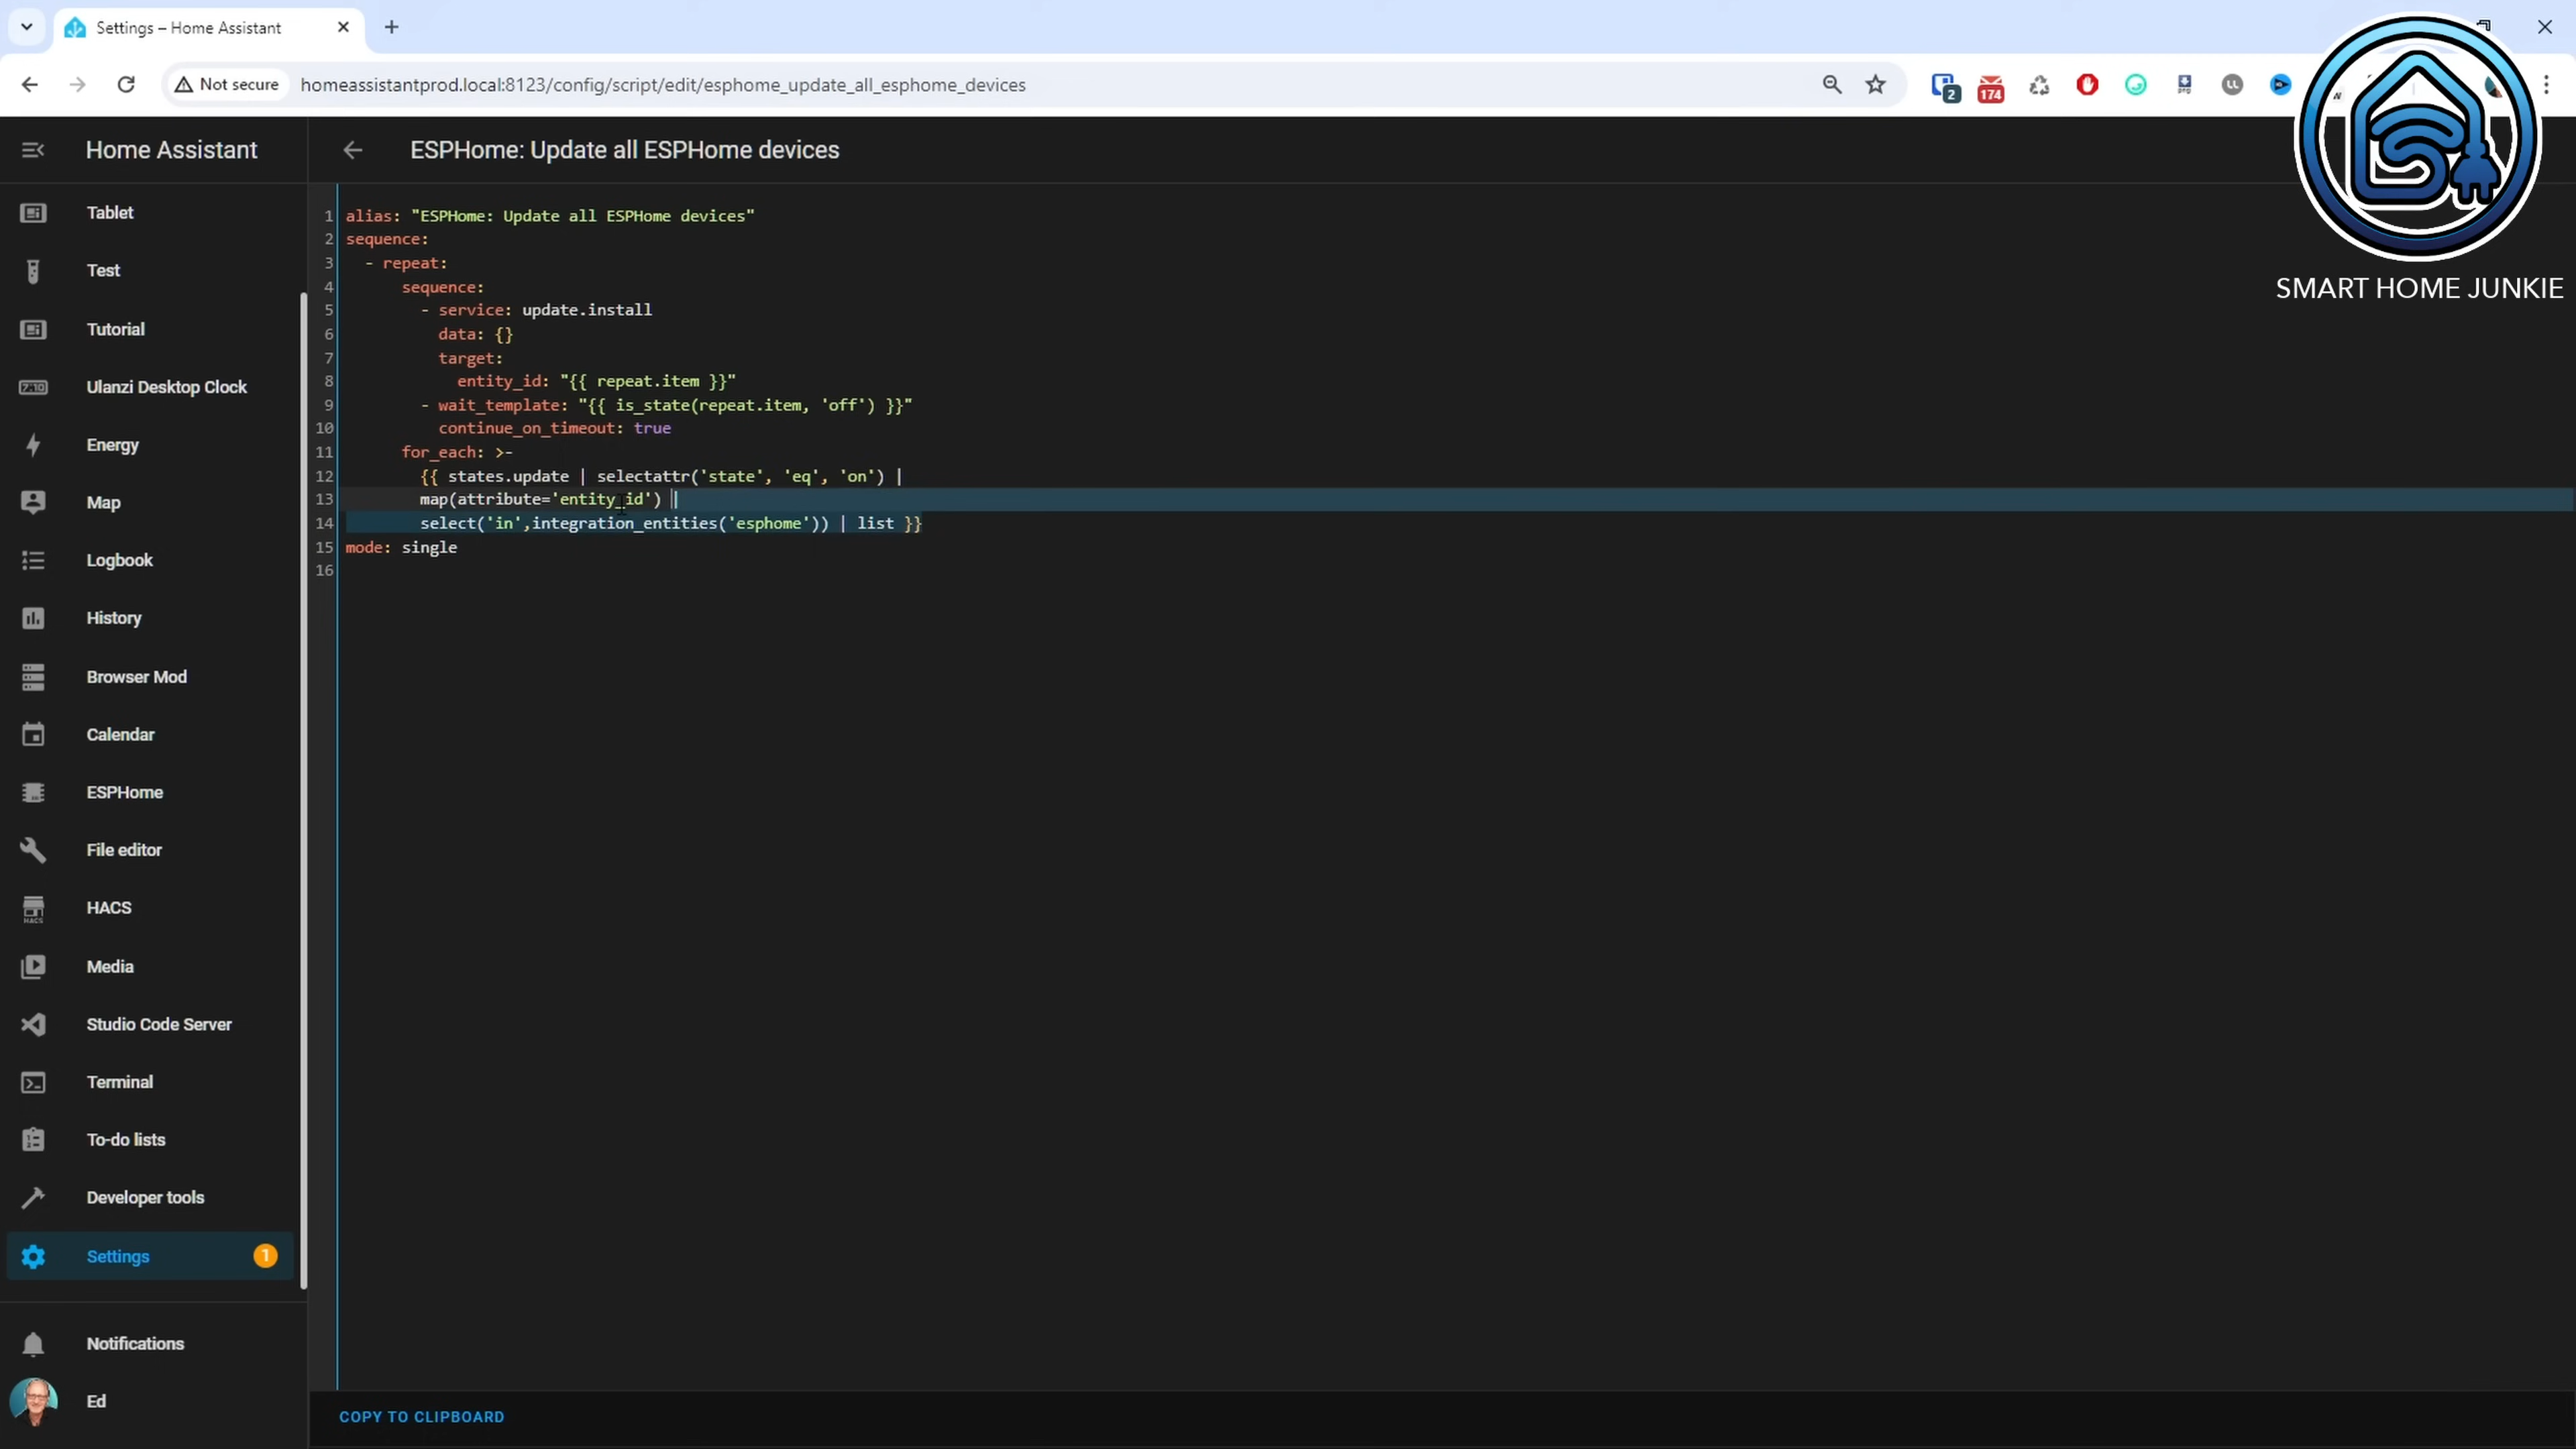 Settings – Home Assistant
Not secure
homeassistantprod.local:8123/config/script/edit/esphome_update_all_esphome_devices
2
174
SMART HOME JUNKIE
Home Assistant
ESPHome: Update all ESPHome devices
Tablet
Test
Tutorial
Ulanzi Desktop Clock
Energy
Map
Logbook
History
Browser Mod
Calendar
ESPHome
File editor
HACS
Media
Studio Code Server
Terminal
To-do lists
Developer tools
Settings
1
Notifications
Ed
1 alias: "ESPHome: Update all ESPHome devices"
2 sequence:
3   - repeat:
4       sequence:
5         - service: update.install
6           data: {}
7           target:
8             entity_id: "{{ repeat.item }}"
9         - wait_template: "{{ is_state(repeat.item, 'off') }}"
10           continue_on_timeout: true
11       for_each: >-
12         {{ states.update | selectattr('state', 'eq', 'on') |
13         map(attribute='entity_id') |
14         select('in',integration_entities('esphome')) | list }}
15 mode: single
16
COPY TO CLIPBOARD